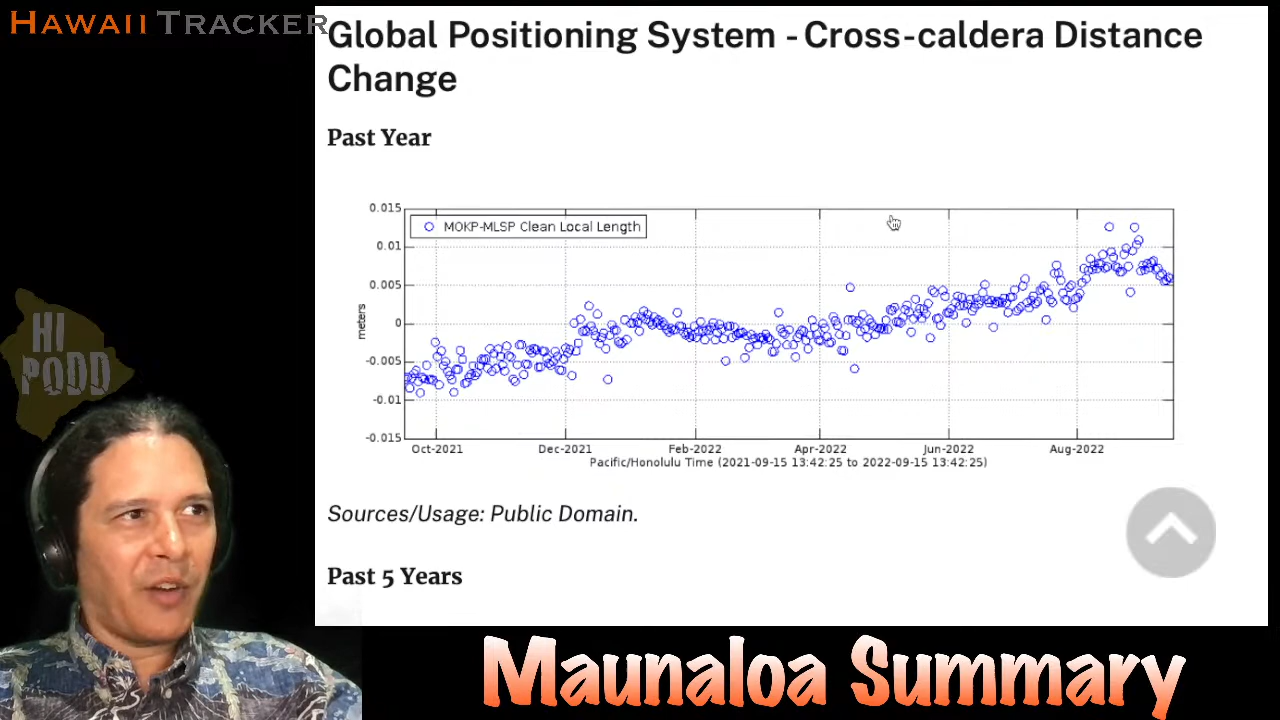 HAWAII TRACKER
Global Positioning System - Cross-caldera Distance
Change
Past Year
0.015
0.01
0.005
0
-0.005
-0.01
-0.015
meters
MOKP-MLSP Clean Local Length
Oct-2021 Dec-2021 Feb-2022 Apr-2022 Jun-2022 Aug-2022
Pacific/Honolulu Time (2021-09-15 13:42:25 to 2022-09-15 13:42:25)
Sources/Usage: Public Domain.
Past 5 Years
HI
PODD
Maunaloa Summary